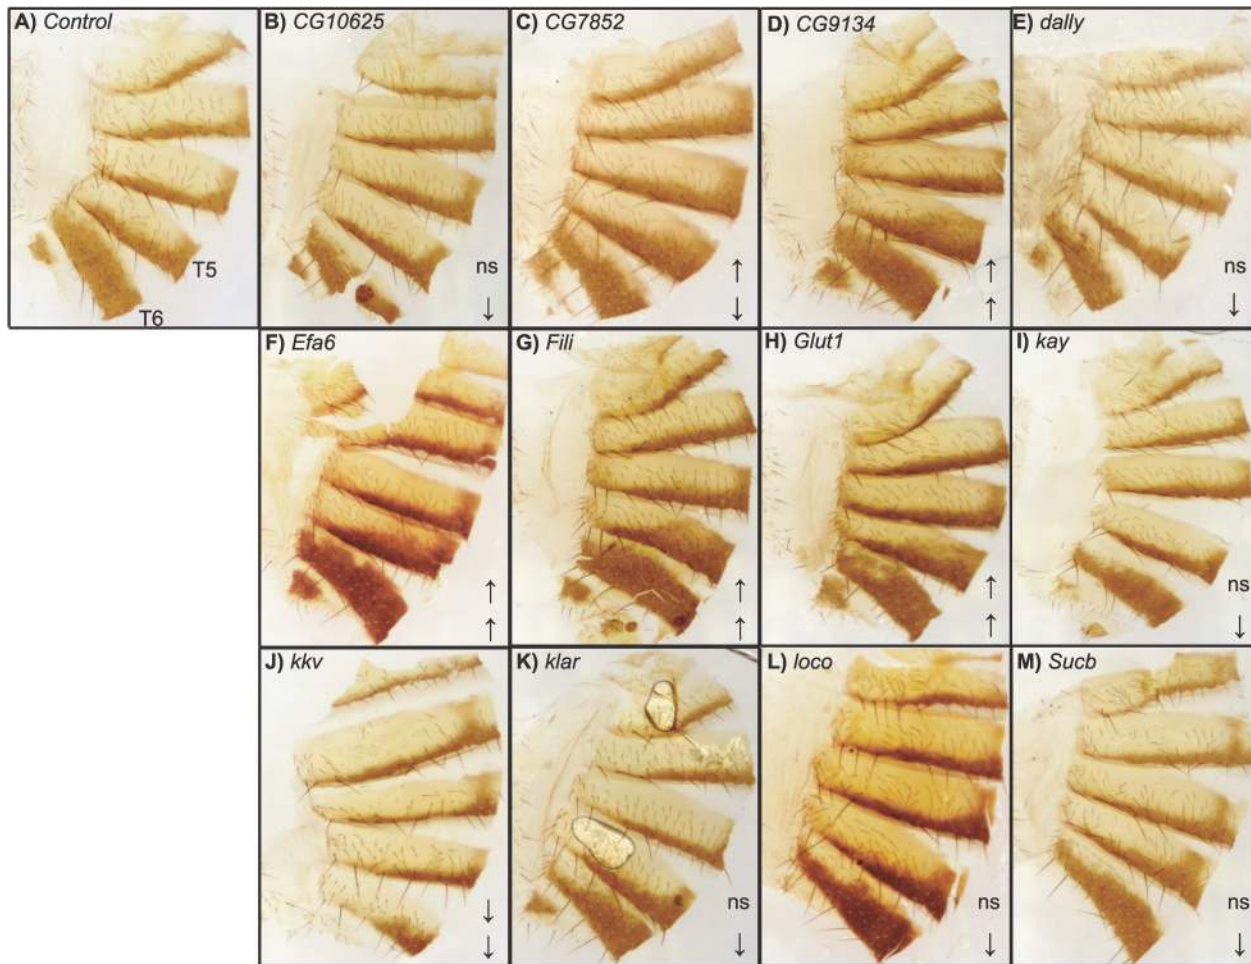 A) Control
T5
T6
B) CG10625
ns
↓
C) CG7852
↑
↓
D) CG9134
↑
↑
E) dally
ns
↓
F) Efa6
↑
↑
G) Fili
↑
↑
H) Glut1
↑
↑
I) kay
ns
↓
J) kkv
↓
↓
K) klar
ns
↓
L) loco
ns
↓
M) Sucb
ns
↓